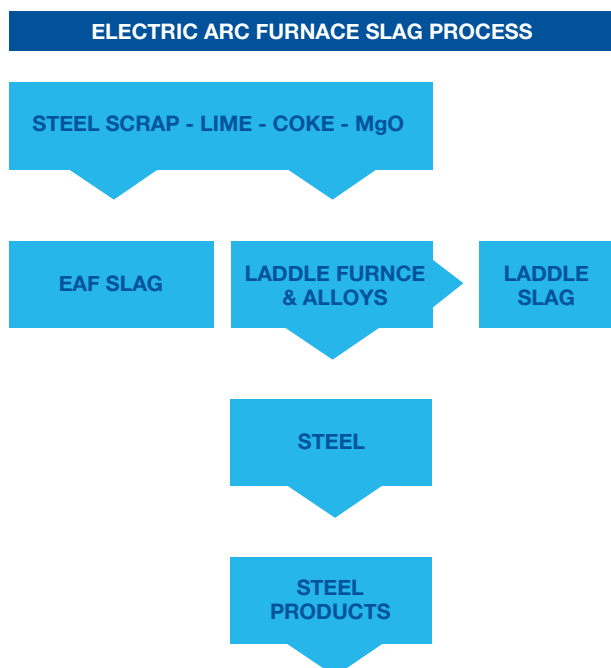 ELECTRIC ARC FURNACE SLAG PROCESS
STEEL SCRAP - LIME - COKE - MgO
EAF SLAG
LADDLE FURNCE
& ALLOYS
LADDLE
SLAG
STEEL
STEEL
PRODUCTS